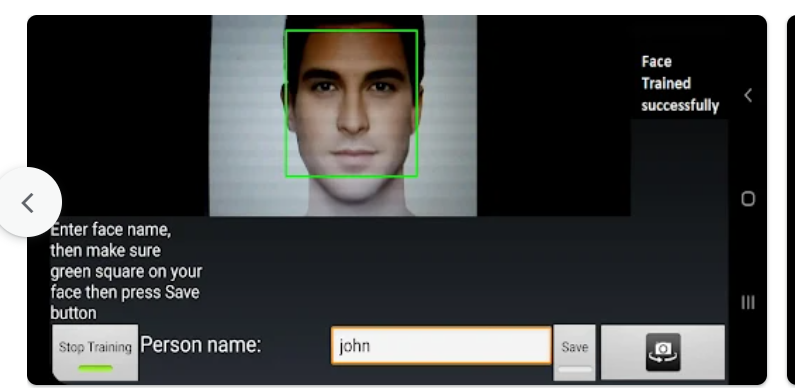 Face
Trained
successfully
Enter face name,
then make sure
green square on your
face then press Save
button
Stop Training
Person name:
john
Save